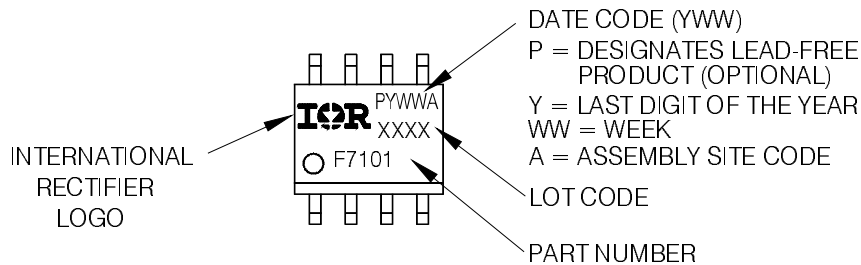 DATE CODE (YWW)
P = DESIGNATES LEAD-FREE
PRODUCT (OPTIONAL)
Y = LAST DIGIT OF THE YEAR
WW = WEEK
A = ASSEMBLY SITE CODE
LOT CODE
PART NUMBER
INTERNATIONAL
RECTIFIER
LOGO
IOR
PYWWA
XXXX
F7101